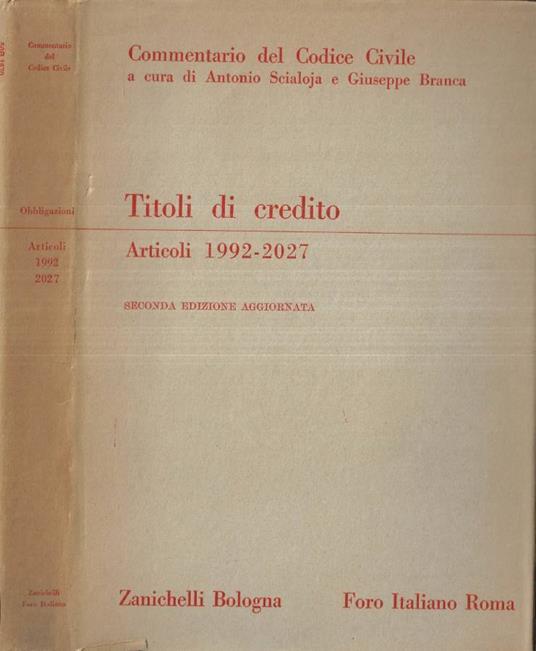 Commentario
del
Codice Civile
Obbligazioni
Articoli
1992
2027
Zanichelli
Foro Italiano
Commentario del Codice Civile
a cura di Antonio Scialoja e Giuseppe Branca
Titoli di credito
Articoli 1992-2027
SECONDA EDIZIONE AGGIORNATA
Zanichelli Bologna
Foro Italiano Roma